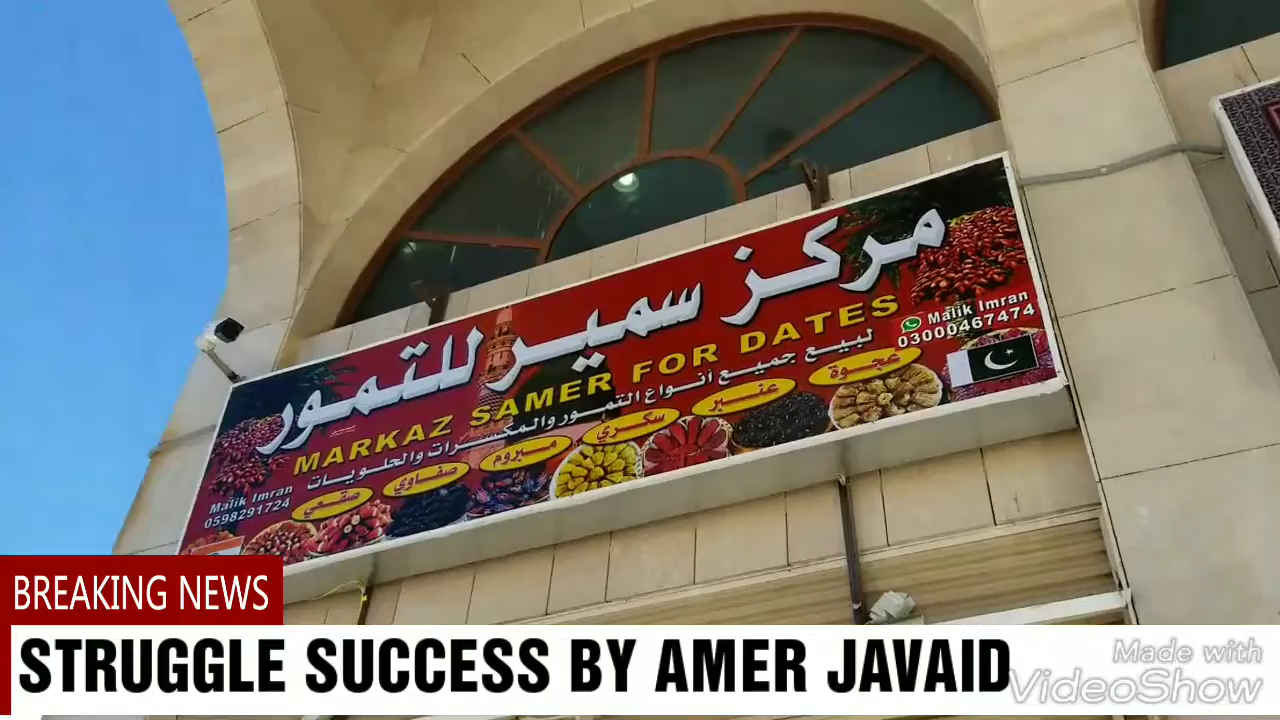 مركز سمير للتمور
MARKAZ SAMER FOR DATES
لبيع جميع أنواع التمور والمكسرات والحلويات
عجوة
عنبر
سكري
مبروم
صفاوي
صقعي
Malik Imran
03000467474
Malik Imran
0598291724
BREAKING NEWS
STRUGGLE SUCCESS BY AMER JAVAID
Made with
VideoShow